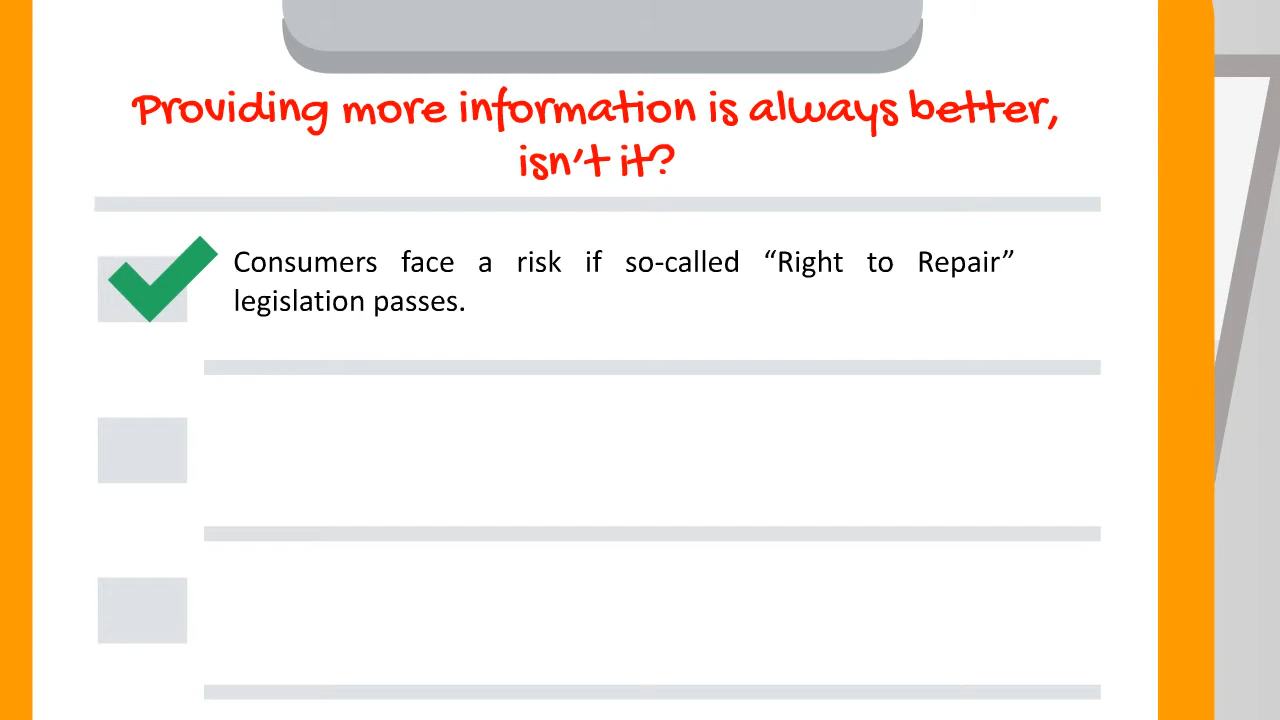 Providing more information is always better,
isn't it?
Consumers face a risk if so-called “Right to Repair”
legislation passes.